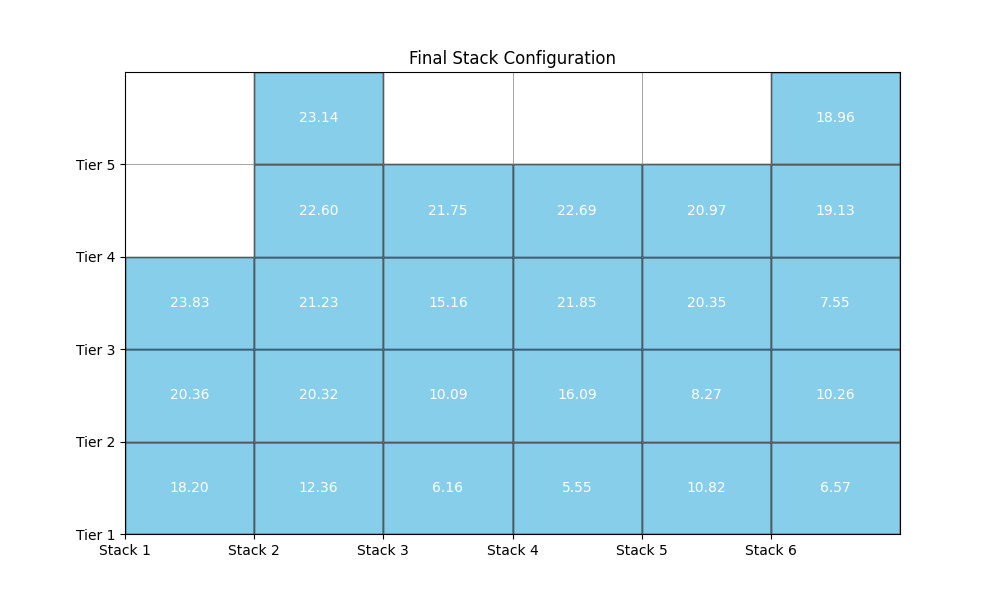 Final Stack Configuration
23.14 18.96
Tier 5
22.60 21.75 22.69 20.97 19.13
Tier 4
23.83 21.23 15.16 21.85 20.35 7.55
Tier 3
20.36 20.32 10.09 16.09 8.27 10.26
Tier 2
18.20 12.36 6.16 5.55 10.82 6.57
Tier 1
Stack 1 Stack 2 Stack 3 Stack 4 Stack 5 Stack 6